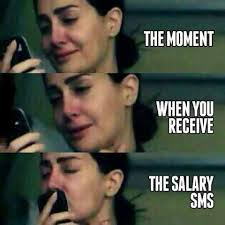 THE MOMENT
WHEN YOU
RECEIVE
THE SALARY
SMS